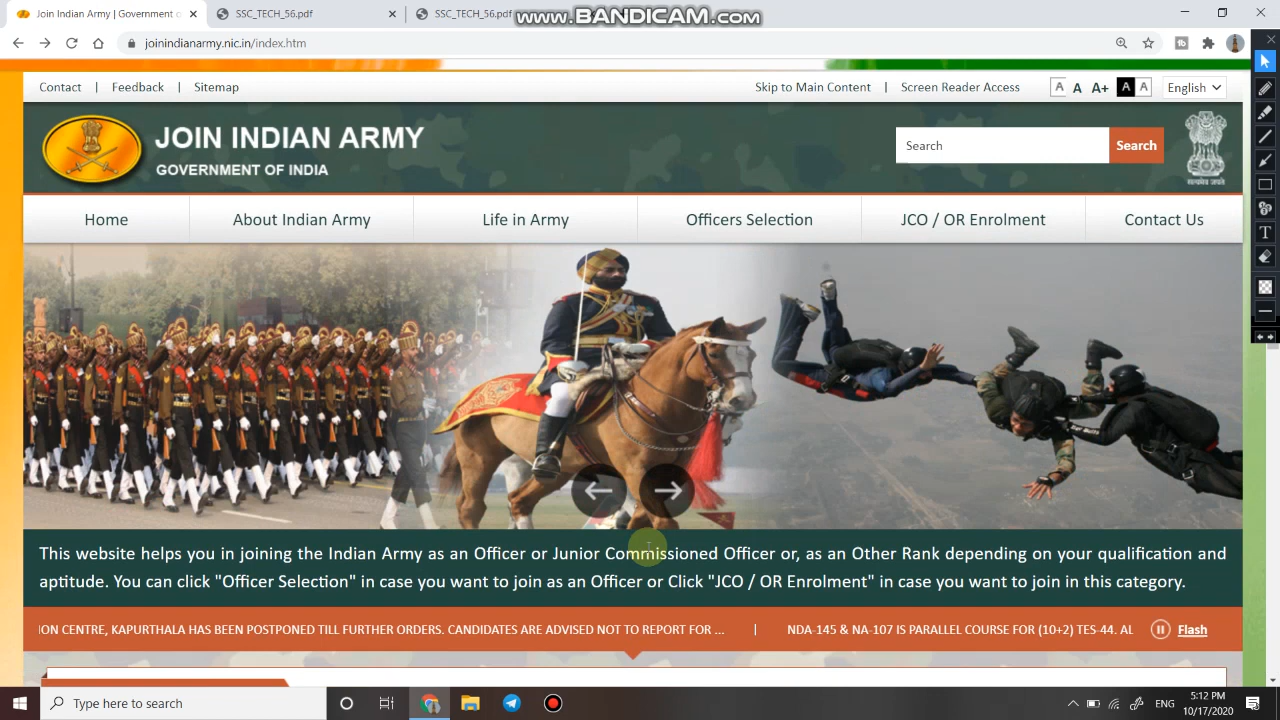 www.BANDICAM.com
Join Indian Army | Government o
SSC_TECH_56.pdf
SSC_TECH_56.pdf
joinindianarmy.nic.in/index.htm
Contact | Feedback | Sitemap
Skip to Main Content | Screen Reader Access
A A A+ A A
English
JOIN INDIAN ARMY
GOVERNMENT OF INDIA
Search
Search
सत्यमेव जयते
Home
About Indian Army
Life in Army
Officers Selection
JCO / OR Enrolment
Contact Us
This website helps you in joining the Indian Army as an Officer or Junior Commissioned Officer or, as an Other Rank depending on your qualification and
aptitude. You can click "Officer Selection" in case you want to join as an Officer or Click "JCO / OR Enrolment" in case you want to join in this category.
ION CENTRE, KAPURTHALA HAS BEEN POSTPONED TILL FURTHER ORDERS. CANDIDATES ARE ADVISED NOT TO REPORT FOR ... | NDA-145 & NA-107 IS PARALLEL COURSE FOR (10+2) TES-44. AL
Flash
Type here to search
ENG
5:12 PM
10/17/2020